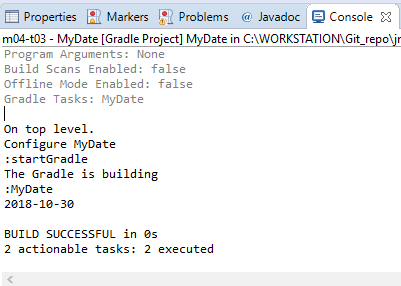 Properties Markers Problems @ Javadoc Console
m04-t03 - MyDate [Gradle Project] MyDate in C:\WORKSTATION\Git_repo\jr
Program Arguments: None
Build Scans Enabled: false
Offline Mode Enabled: false
Gradle Tasks: MyDate
On top level.
Configure MyDate
:startGradle
The Gradle is building
:MyDate
2018-10-30
BUILD SUCCESSFUL in 0s
2 actionable tasks: 2 executed